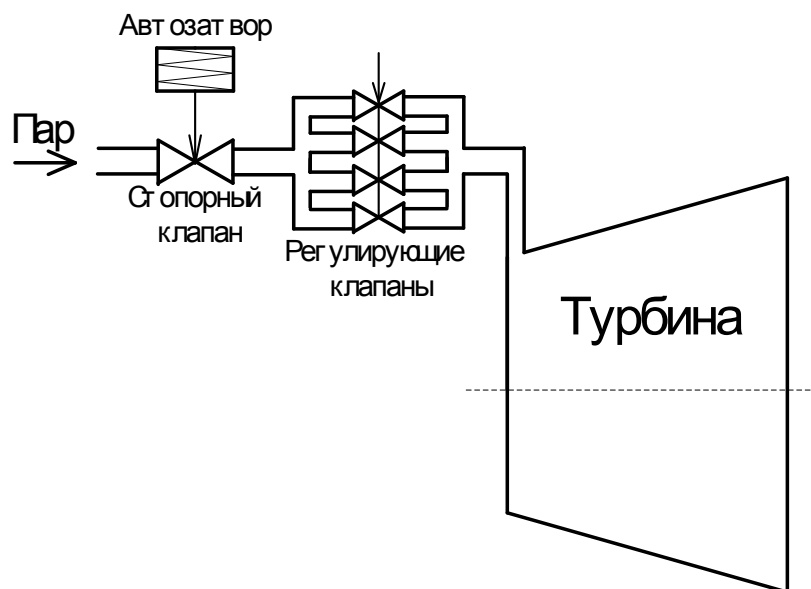 Автозатвор
Пар
Стопорный
клапан
Регулирующие
клапаны
Турбина